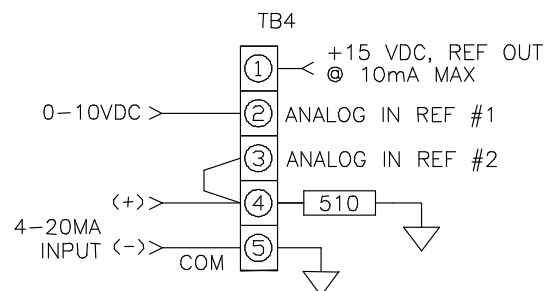 TB4
1
+15 VDC, REF OUT
@ 10mA MAX
0-10VDC
2
ANALOG IN REF #1
3
ANALOG IN REF #2
(+)
4
510
4-20MA
INPUT (-)
COM
5